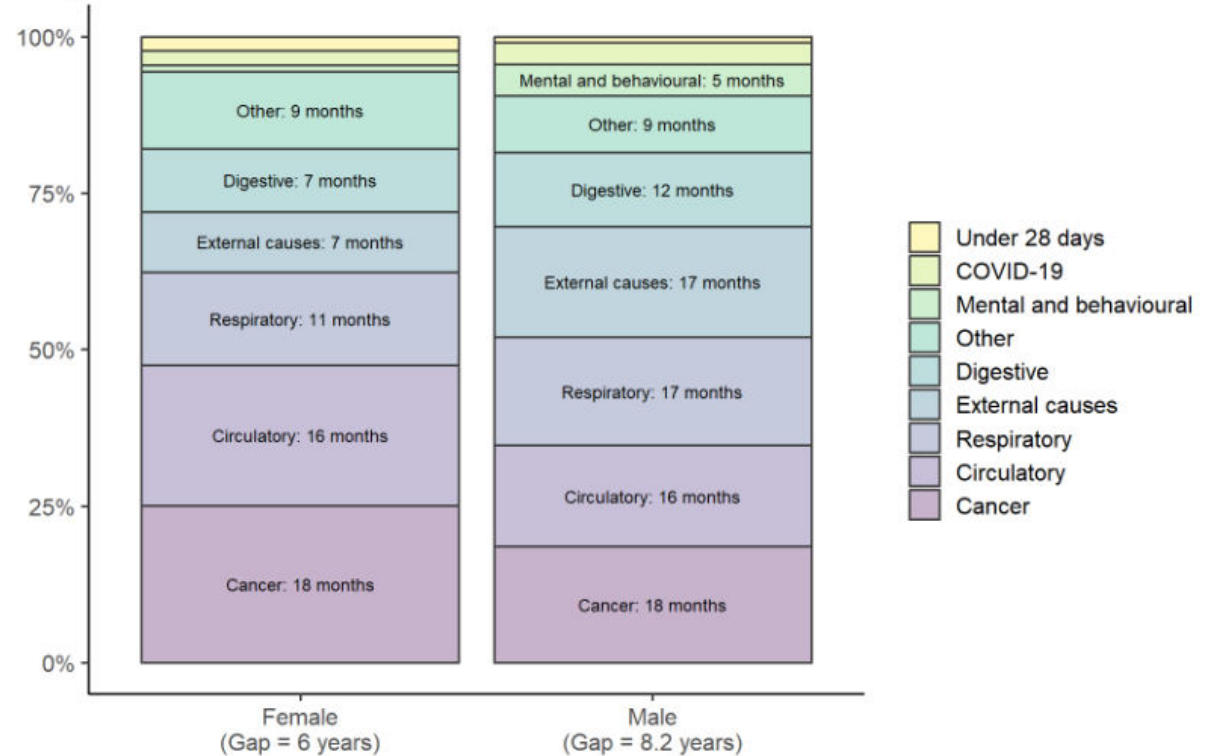 100%
75%
50%
25%
0%
Other: 9 months
Digestive: 7 months
External causes: 7 months
Respiratory: 11 months
Circulatory: 16 months
Cancer: 18 months
Mental and behavioural: 5 months
Other: 9 months
Digestive: 12 months
External causes: 17 months
Respiratory: 17 months
Circulatory: 16 months
Cancer: 18 months
Female
(Gap = 6 years)
Male
(Gap = 8.2 years)
Under 28 days
COVID-19
Mental and behavioural
Other
Digestive
External causes
Respiratory
Circulatory
Cancer